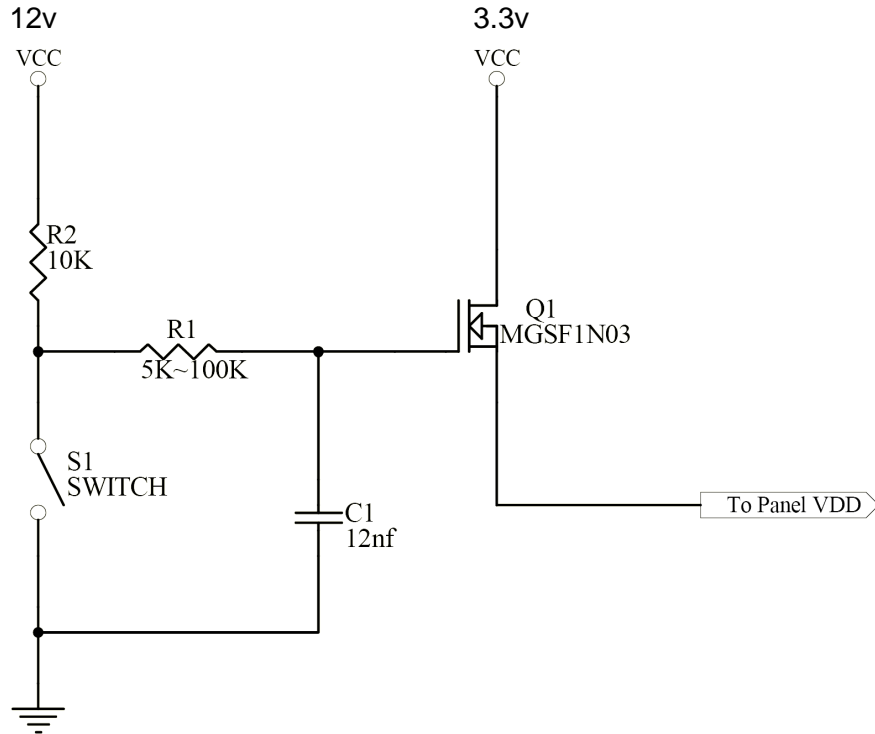 12v
VCC
3.3v
VCC
R2
10K
R1
5K~100K
Q1
MGSF1N03
S1
SWITCH
C1
12nf
To Panel VDD